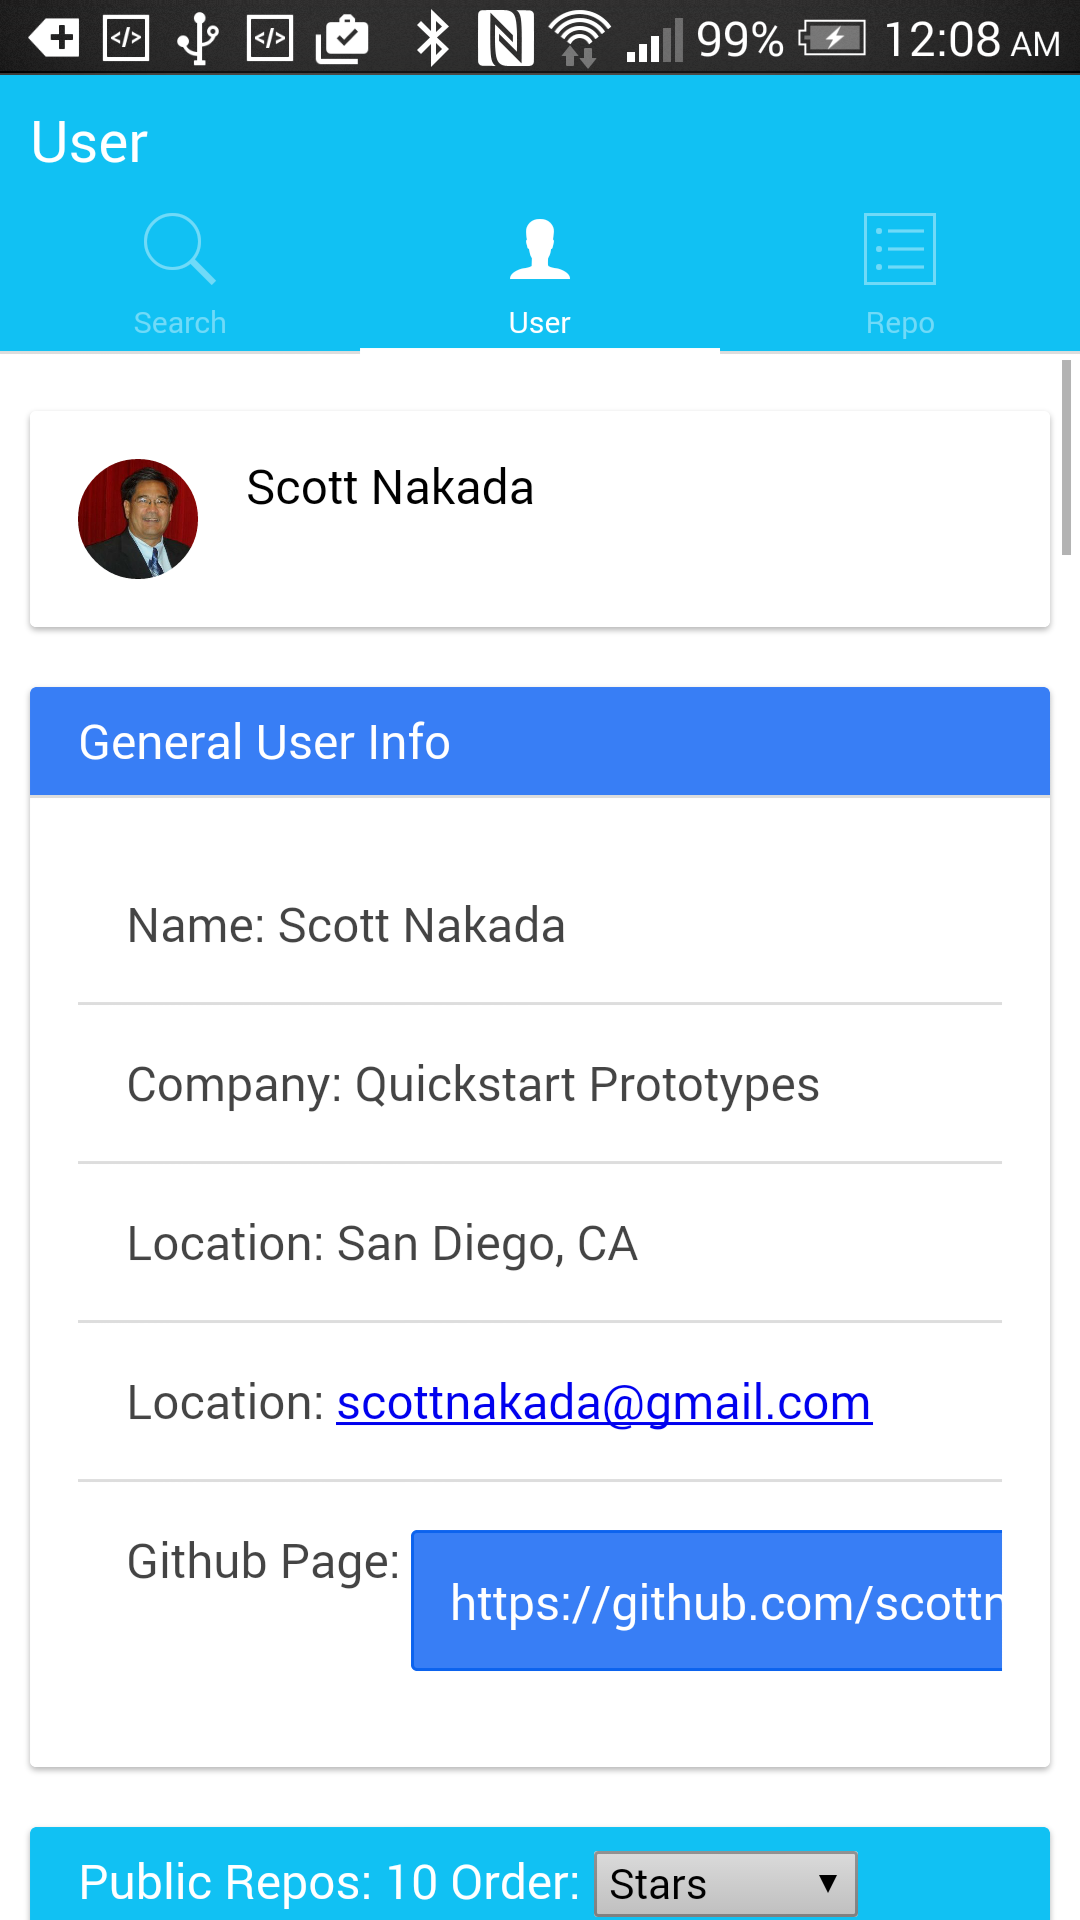 99% 12:08 AM
User
Search User Repo
Scott Nakada
General User Info
Name: Scott Nakada
Company: Quickstart Prototypes
Location: San Diego, CA
Location: scottnakada@gmail.com
Github Page: https://github.com/scottn
Public Repos: 10 Order: Stars